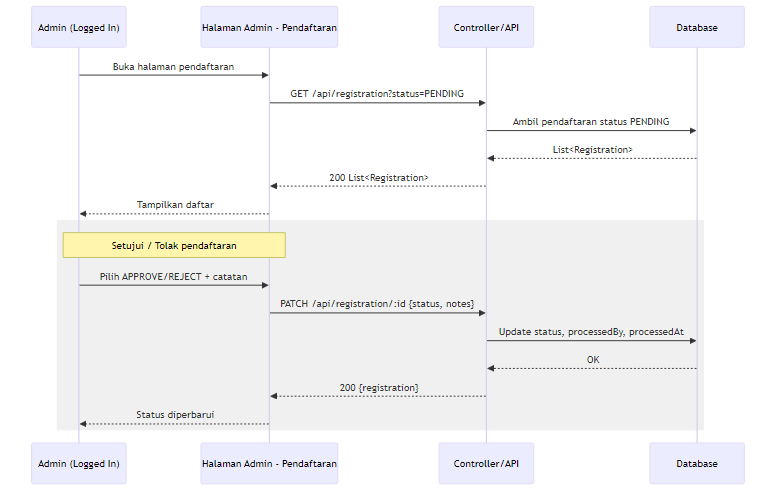 Admin (Logged In)
Halaman Admin - Pendaftaran
Controller/API
Database
Buka halaman pendaftaran
GET /api/registration?status=PENDING
Ambil pendaftaran status PENDING
List<Registration>
200 List<Registration>
Tampilkan daftar
Setujui / Tolak pendaftaran
Pilih APPROVE/REJECT + catatan
PATCH /api/registration/:id {status, notes}
Update status, processedBy, processedAt
OK
200 {registration}
Status diperbarui
Admin (Logged In)
Halaman Admin - Pendaftaran
Controller/API
Database